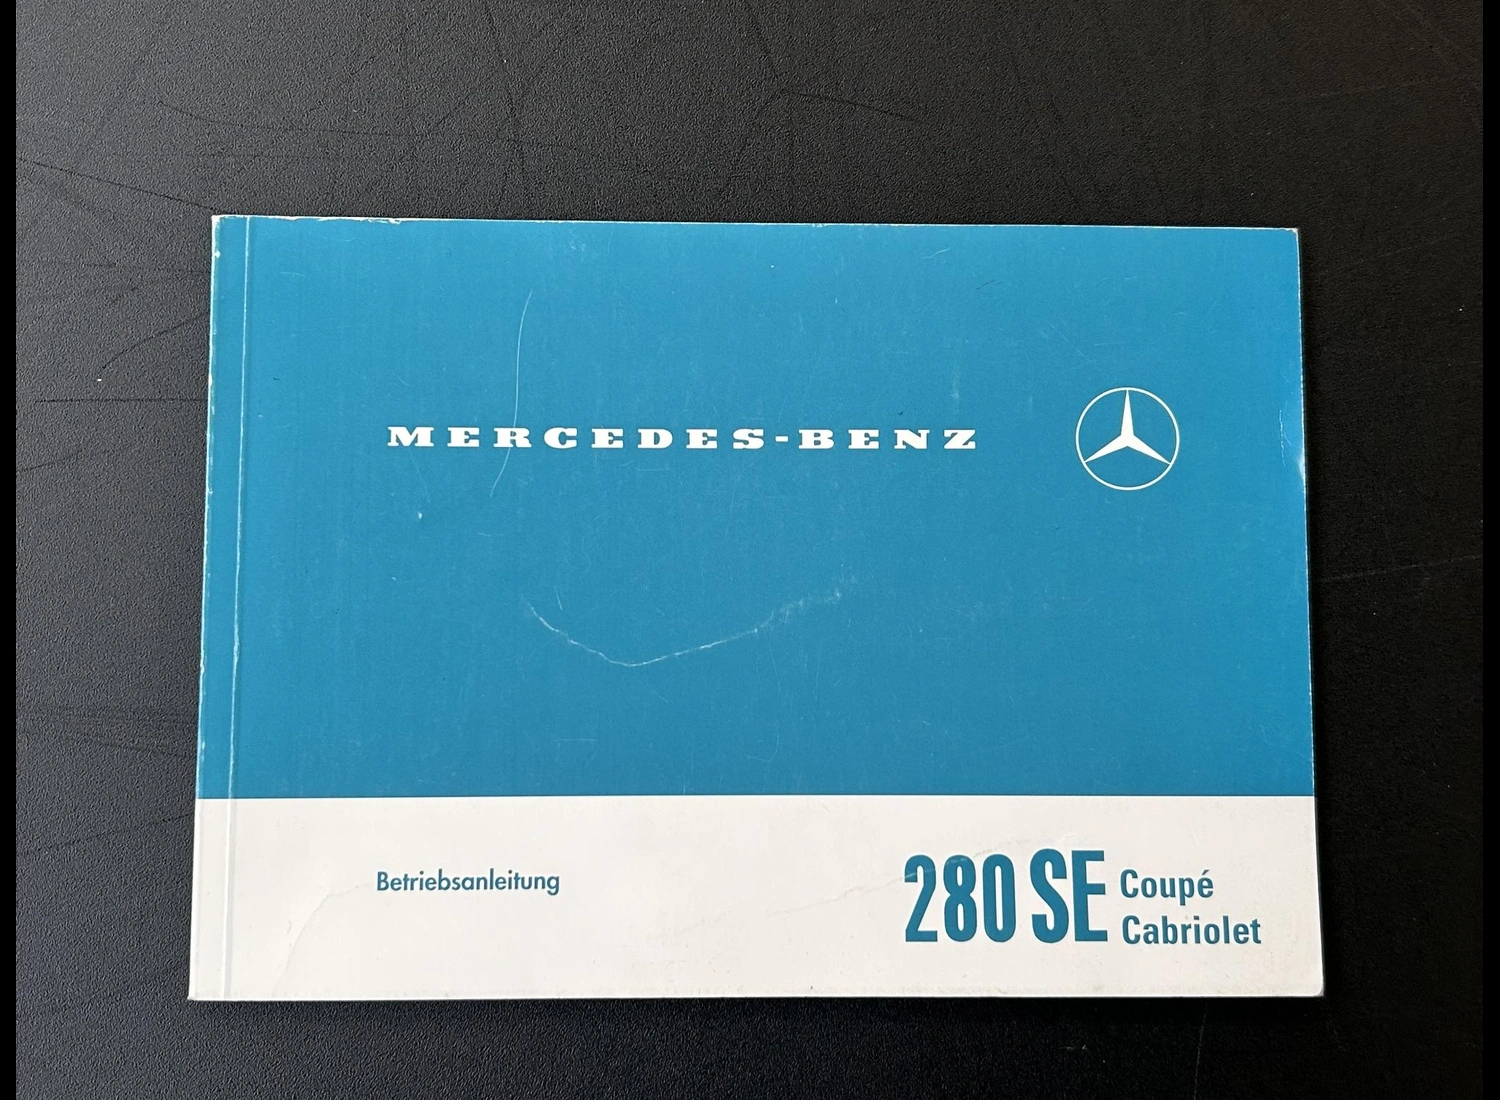 MERCEDES-BENZ
Betriebsanleitung
280 SE Coupé
Cabriolet